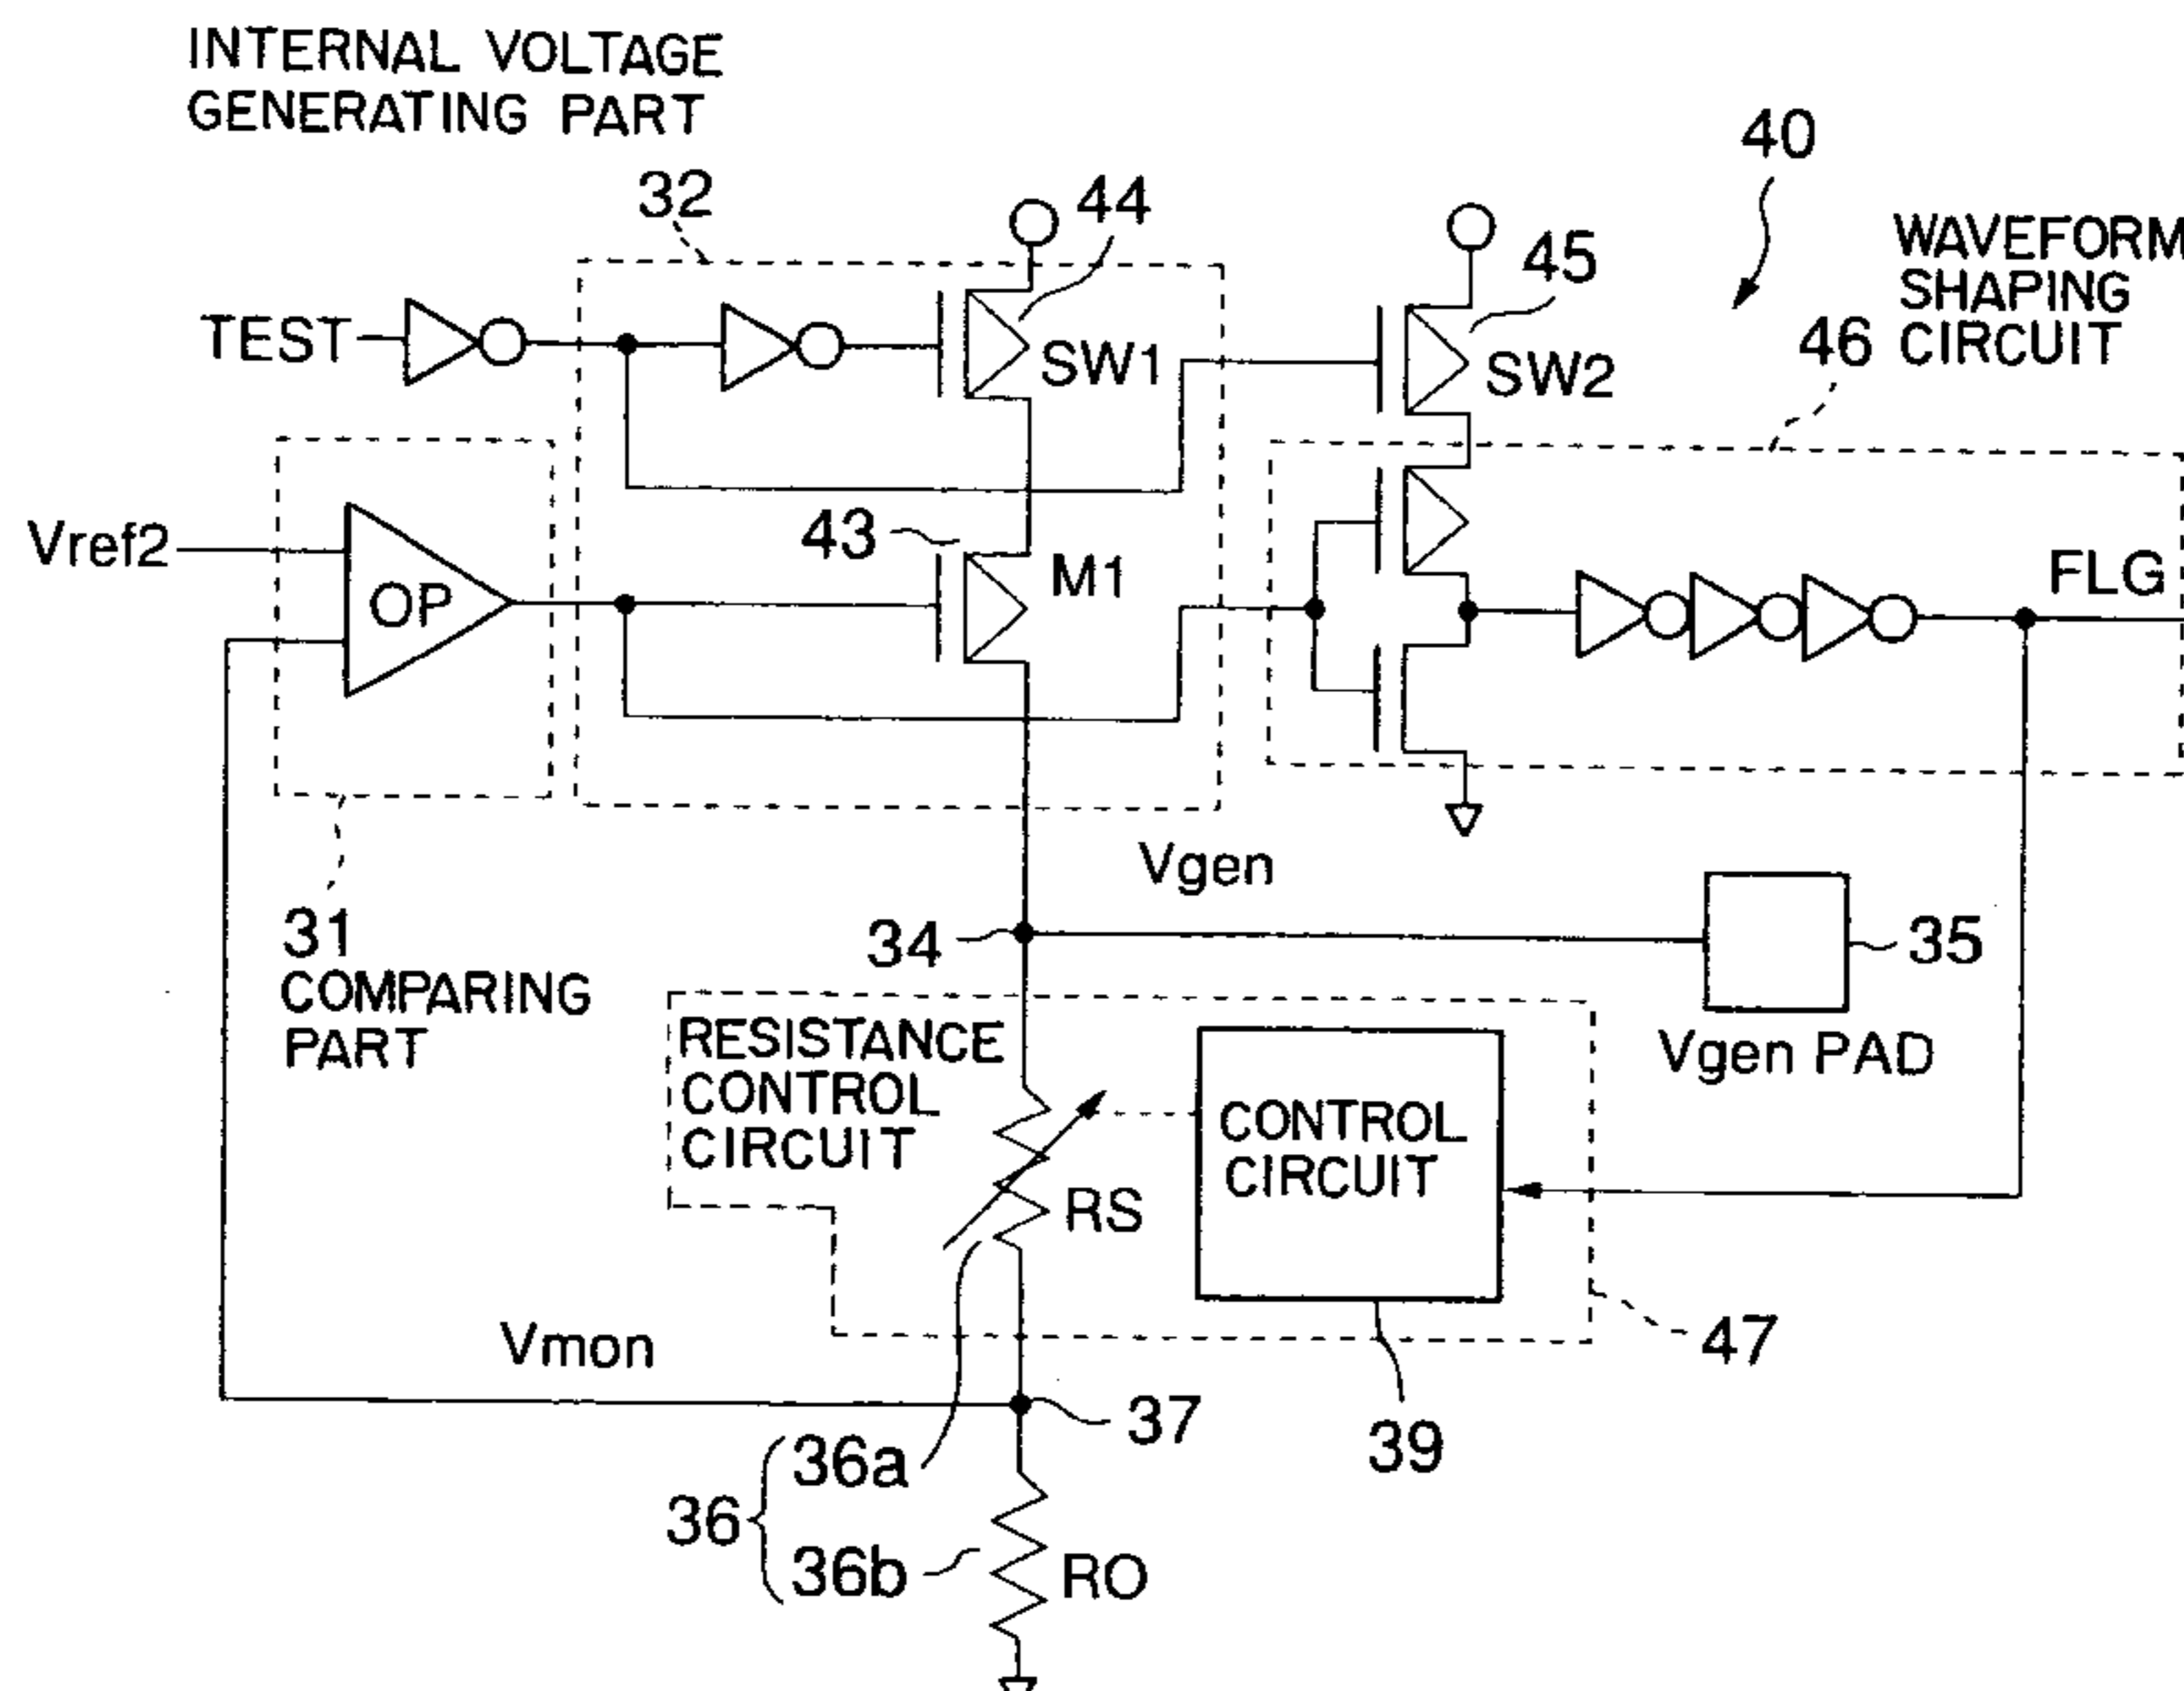 INTERNAL VOLTAGE
GENERATING PART
40
32
44
45
WAVEFORM
SHAPING
46 CIRCUIT
TEST
SW1
SW2
Vref2
OP
43
M1
FLG
Vgen
34
35
31
COMPARING
PART
Vgen PAD
RESISTANCE
CONTROL
CIRCUIT
CONTROL
CIRCUIT
RS
47
Vmon
37
39
36
36a
36b
RO